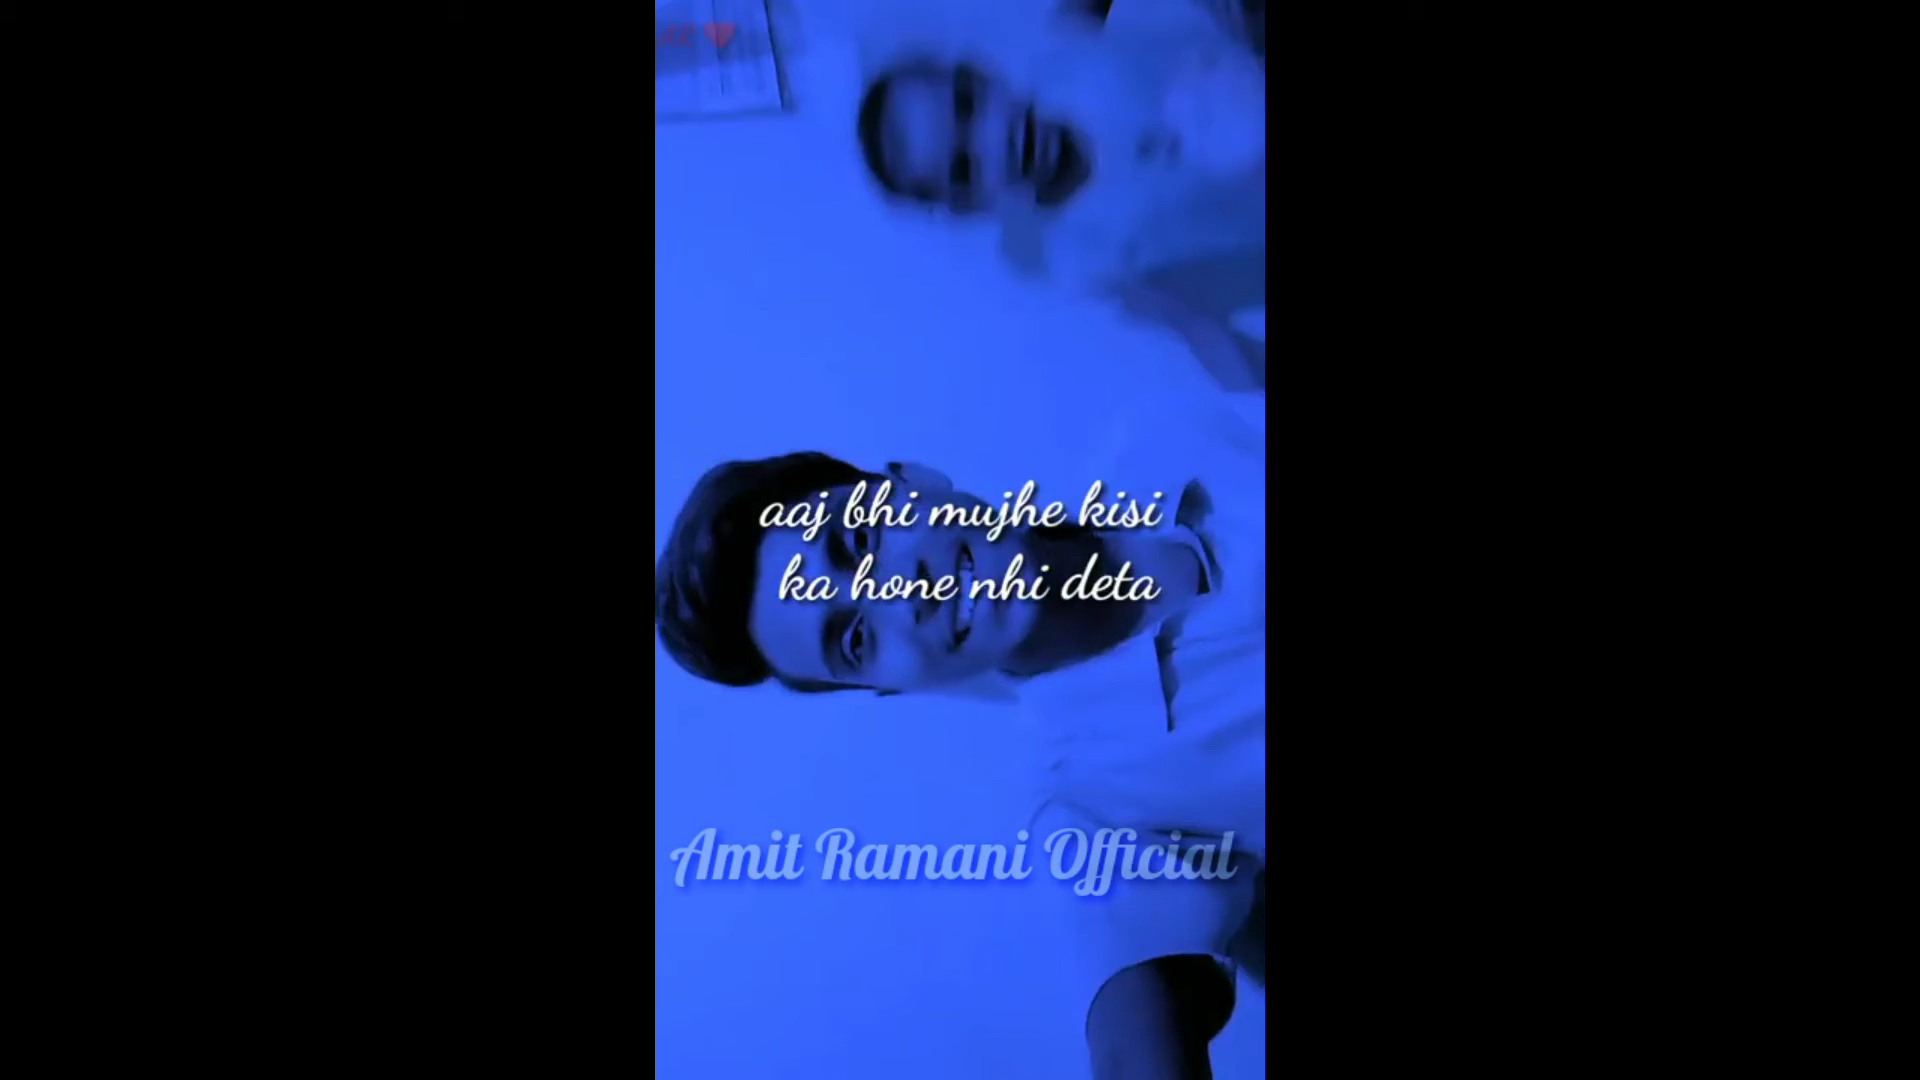 aaj bhi mujhe kisi
ka hone nhi deta
Amit Ramani Official